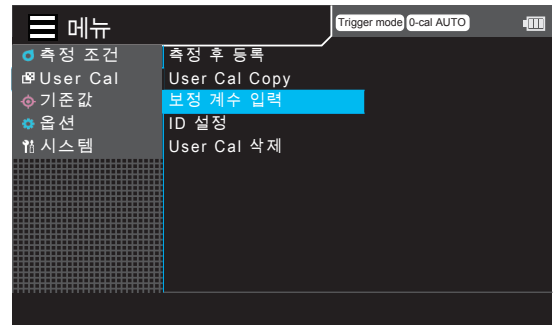 메뉴
Trigger mode 0-cal AUTO
측정 조건
User Cal
기준값
옵션
시스템
측정 후 등록
User Cal Copy
보정 계수 입력
ID 설정
User Cal 삭제